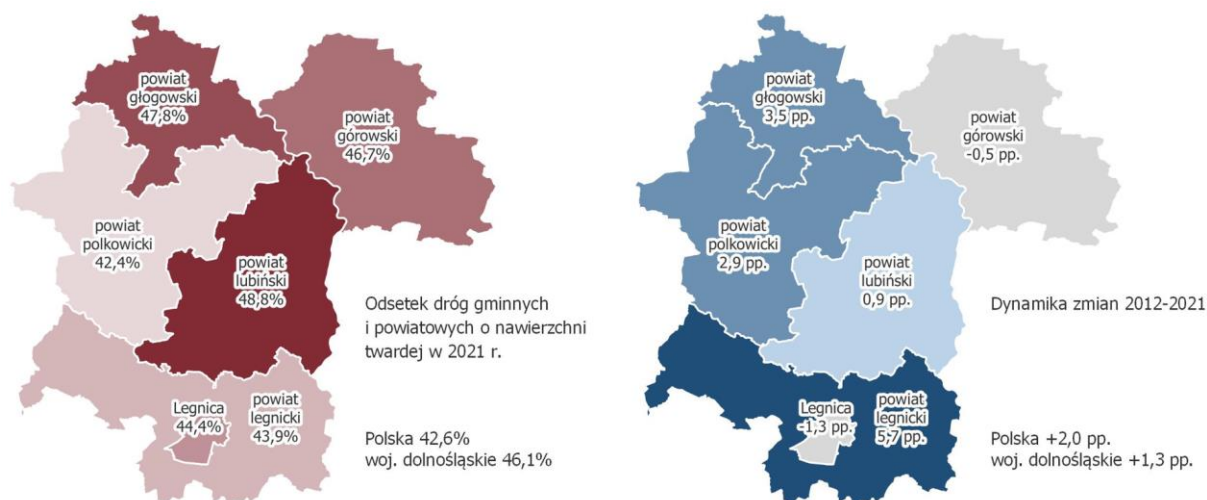 powiat
głogowski
47,8%
powiat
górowski
46,7%
powiat
polkowicki
42,4%
powiat
lubiński
48,8%
Legnica
44,4%
powiat
legnicki
43,9%
Odsetek dróg gminnych
i powiatowych o nawierzchni
twardej w 2021 r.
Polska 42,6%
woj. dolnośląskie 46,1%
powiat
głogowski
3,5 pp.
powiat
górowski
-0,5 pp.
powiat
polkowicki
2,9 pp.
powiat
lubiński
0,9 pp.
Legnica
-1,3 pp.
powiat
legnicki
5,7 pp.
Dynamika zmian 2012-2021
Polska +2,0 pp.
woj. dolnośląskie +1,3 pp.